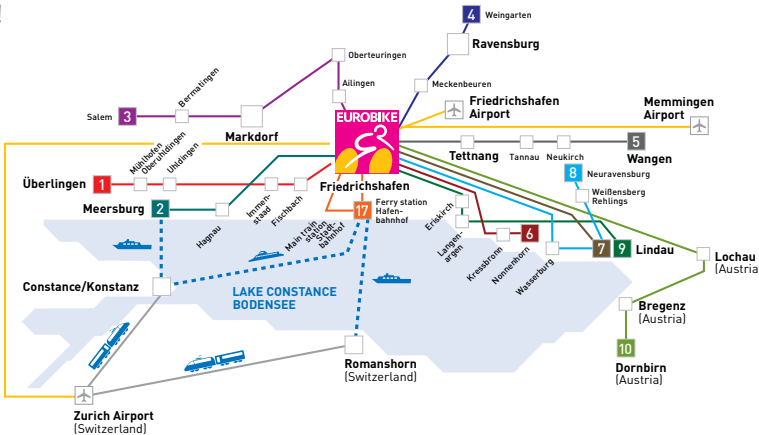 4
Weingarten
Ravensburg
Oberteuringen
Meckenbeuren
Ailingen
Bermatingen
Salem
3
Markdorf
EUROBIKE
Friedrichshafen
Airport
Memmingen
Airport
5
Wangen
Tettnang
Tannau
Neukirch
8
Neuravensburg
Weißensberg
Rehlings
Mühlhofen
Oberuhldingen
Uhldingen
Überlingen
1
Immen-
staad
Fischbach
Friedrichshafen
Meersburg
2
Hagnau
17
Ferry station
Hafen-
bahnhof
Main train
station
Stadt-
bahnhof
Eriskirch
Langen-
argen
Kressbronn
6
Nonnenhorn
Wasserburg
7
9
Lindau
Lochau
(Austria
Constance/Konstanz
LAKE CONSTANCE
BODENSEE
Bregenz
(Austria)
10
Dornbirn
(Austria)
Romanshorn
(Switzerland)
Zurich Airport
(Switzerland)